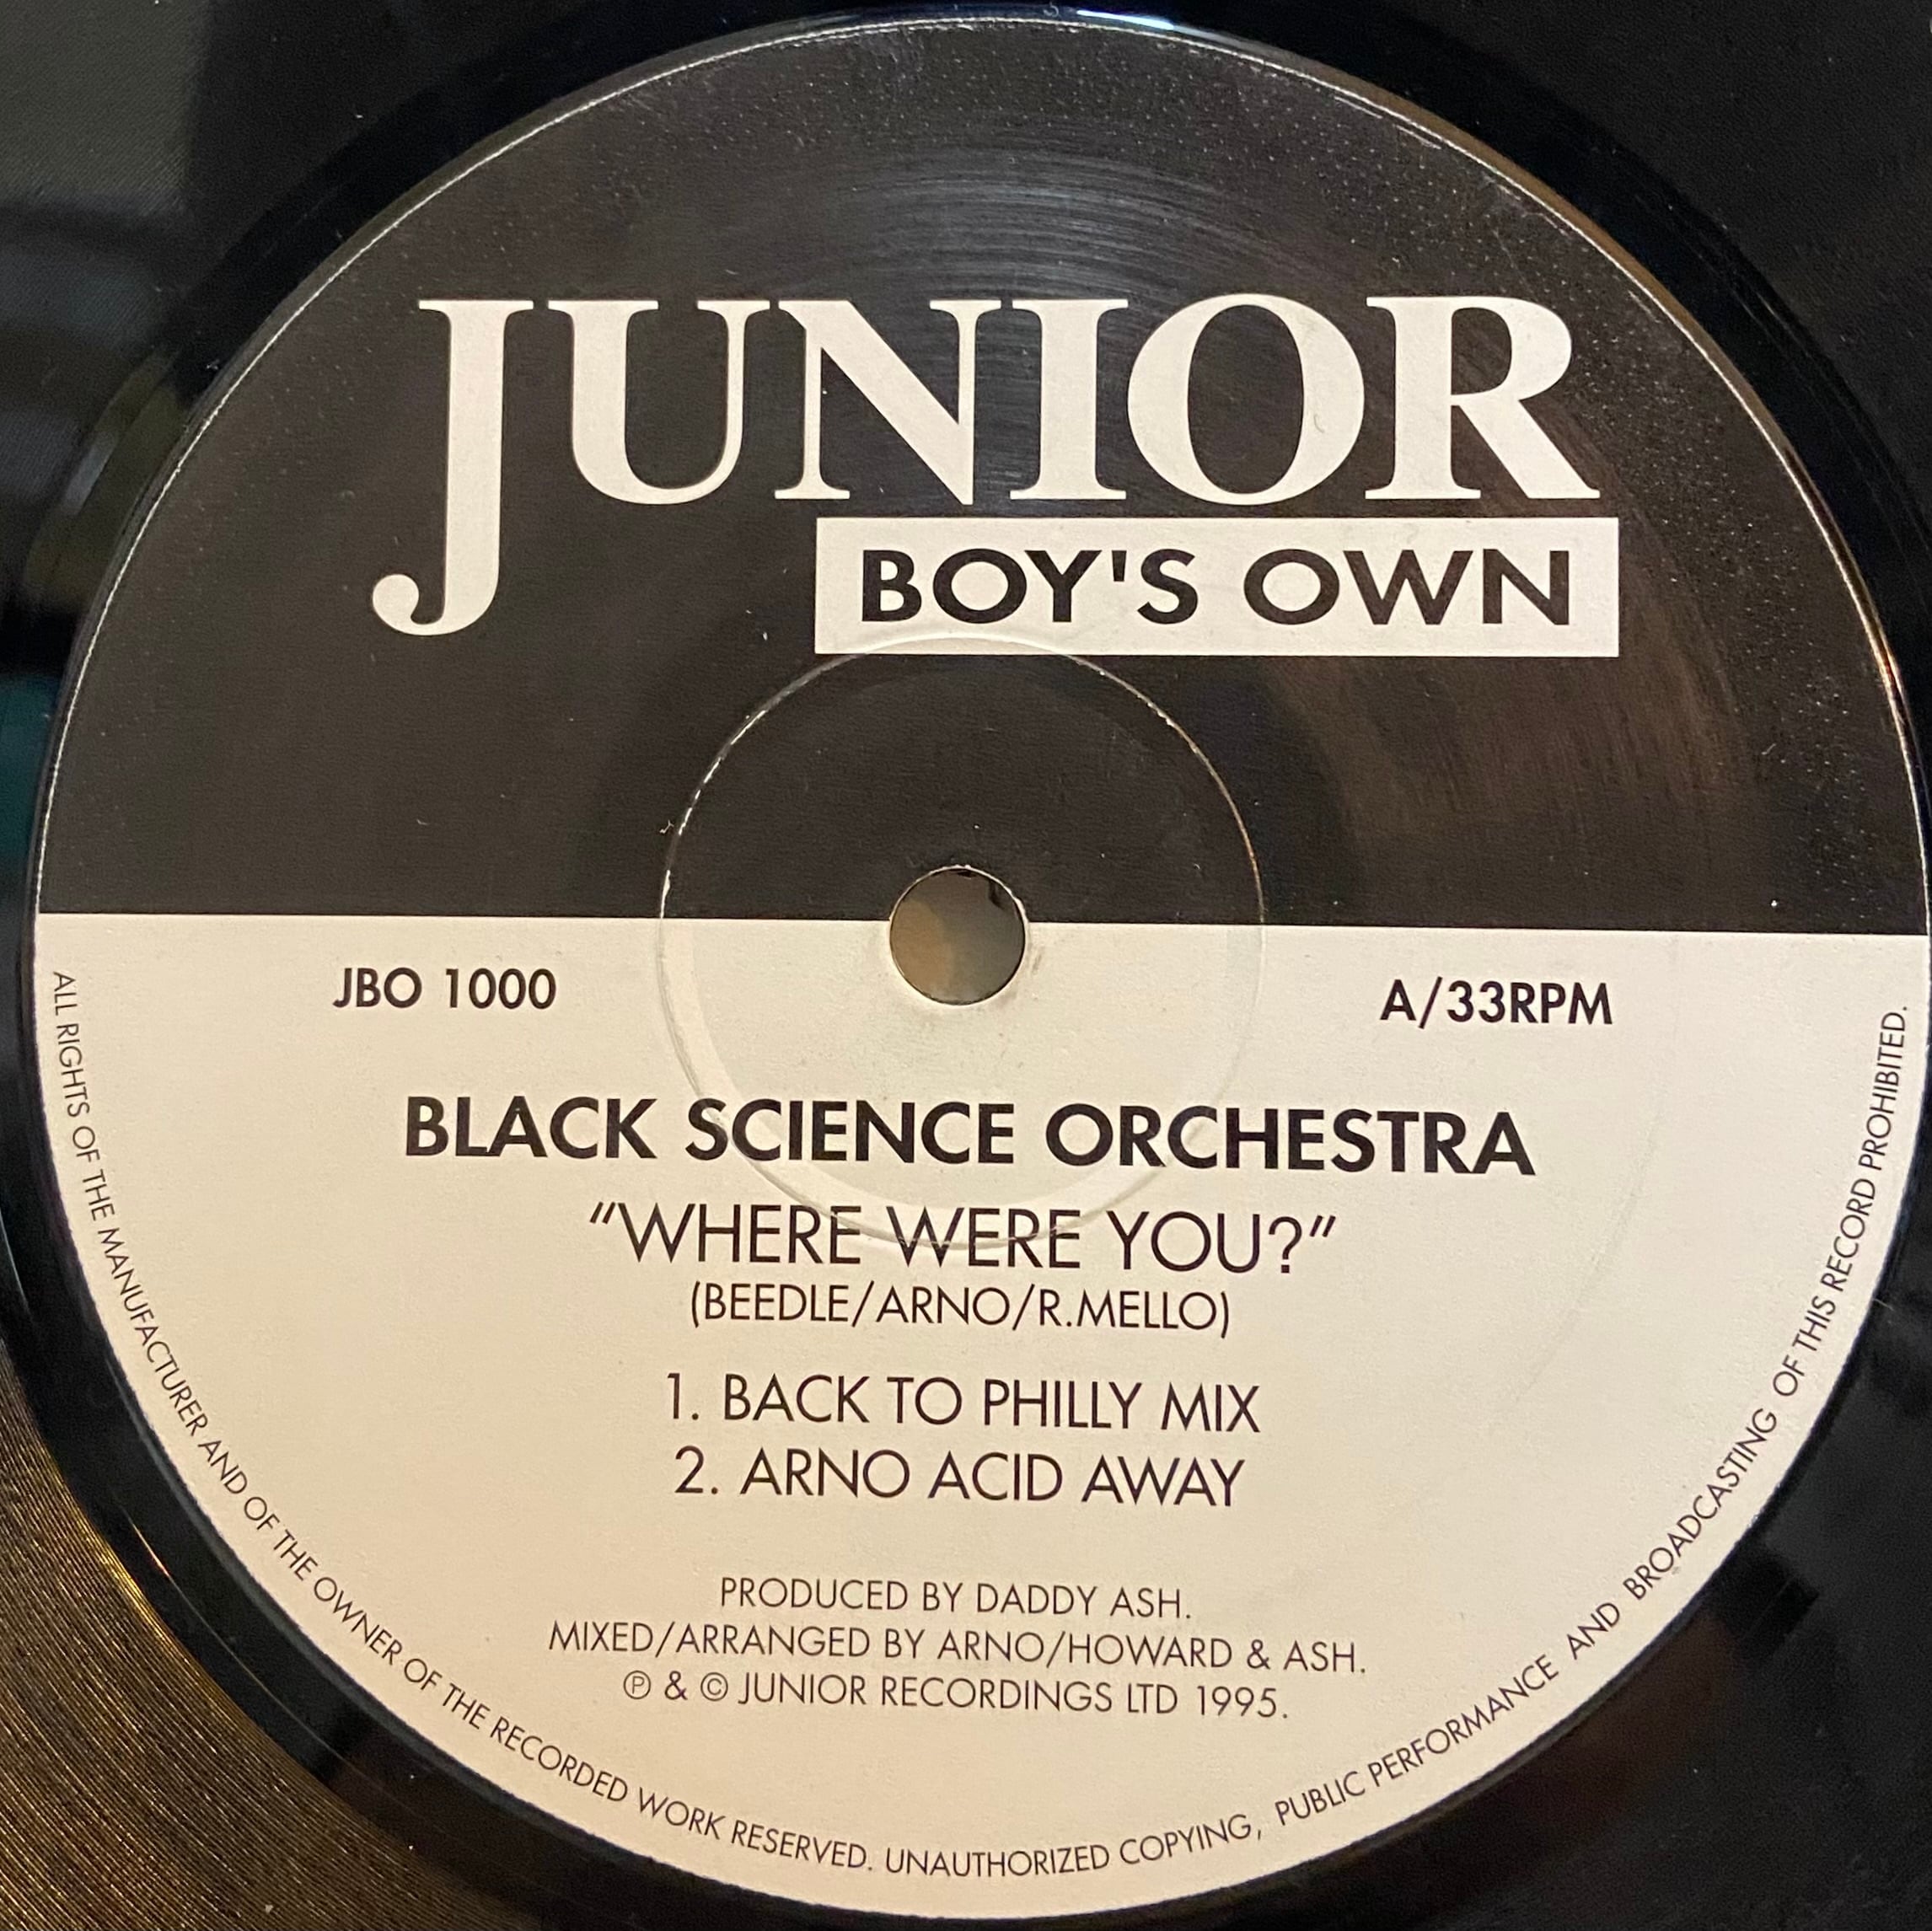 JUNIOR
BOY'S OWN
JBO 1000
A/33RPM
BLACK SCIENCE ORCHESTRA
"WHERE WERE YOU?"
(BEEDLE/ARNO/R.MELLO)
1. BACK TO PHILLY MIX
2. ARNO ACID AWAY
PRODUCED BY DADDY ASH.
MIXED/ARRANGED BY ARNO/HOWARD & ASH.
℗ & © JUNIOR RECORDINGS LTD 1995.
ALL RIGHTS OF THE MANUFACTURER AND OF THE OWNER OF THE RECORDED WORK RESERVED. UNAUTHORIZED COPYING, PUBLIC PERFORMANCE AND BROADCASTING OF THIS RECORD PROHIBITED.